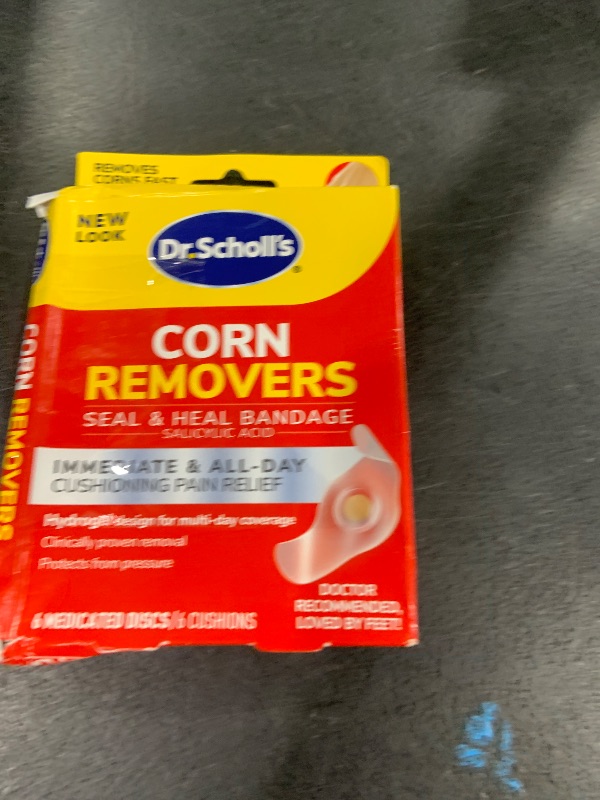 REMOVES
CORNS FAST
NEW
LOOK
Dr.Scholl's
CORN
REMOVERS
SEAL & HEAL BANDAGE
SALICYLIC ACID
IMMEDIATE & ALL-DAY
CUSHIONING PAIN RELIEF
Hydrogel design for multi-day coverage
Clinically proven removal
Protects from pressure
DOCTOR
RECOMMENDED,
LOVED BY FEET!
6 MEDICATED DISCS/6 CUSHIONS
CORN REMOVERS